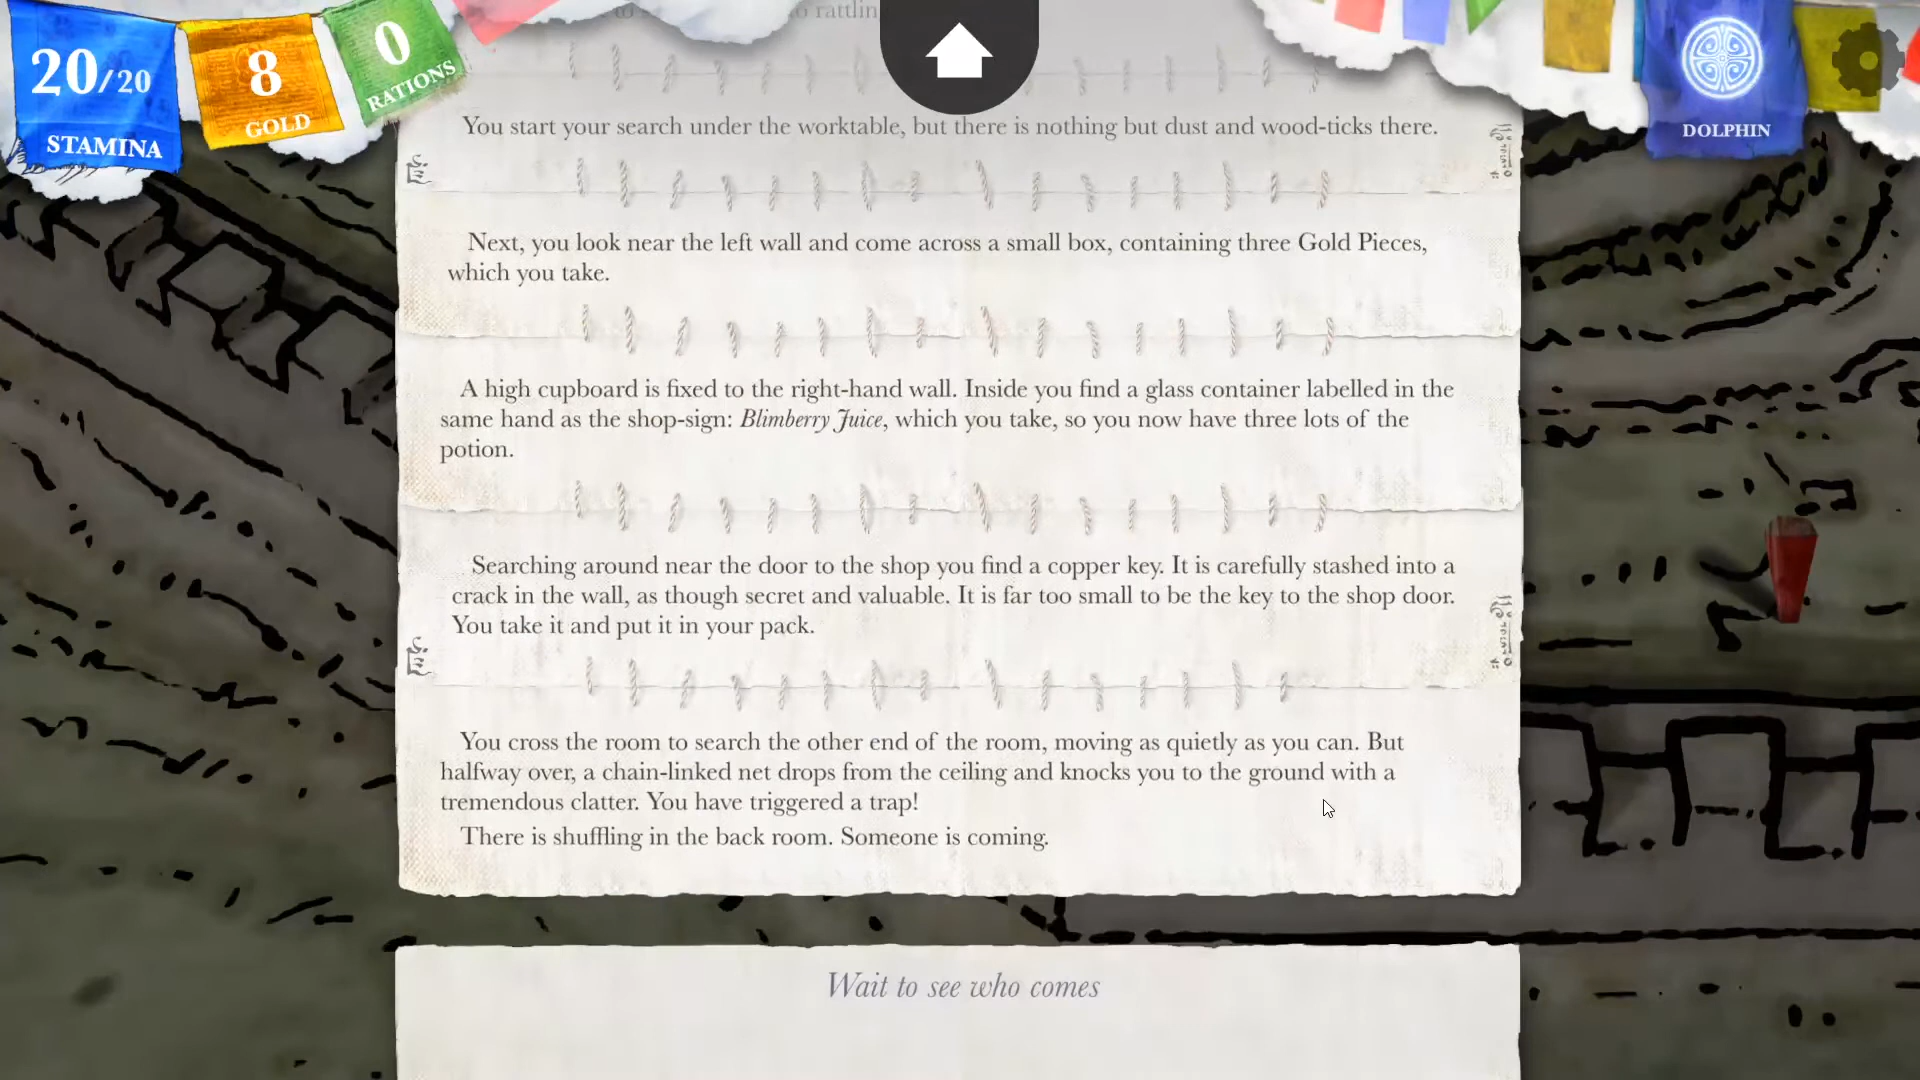 20/20
STAMINA
8
GOLD
0
RATIONS
DOLPHIN
rattlin
You start your search under the worktable, but there is nothing but dust and wood-ticks there.
Next, you look near the left wall and come across a small box, containing three Gold Pieces,
which you take.
A high cupboard is fixed to the right-hand wall. Inside you find a glass container labelled in the
same hand as the shop-sign: Blimberry Juice, which you take, so you now have three lots of the
potion.
Searching around near the door to the shop you find a copper key. It is carefully stashed into a
crack in the wall, as though secret and valuable. It is far too small to be the key to the shop door.
You take it and put it in your pack.
You cross the room to search the other end of the room, moving as quietly as you can. But
halfway over, a chain-linked net drops from the ceiling and knocks you to the ground with a
tremendous clatter. You have triggered a trap!
There is shuffling in the back room. Someone is coming.
Wait to see who comes